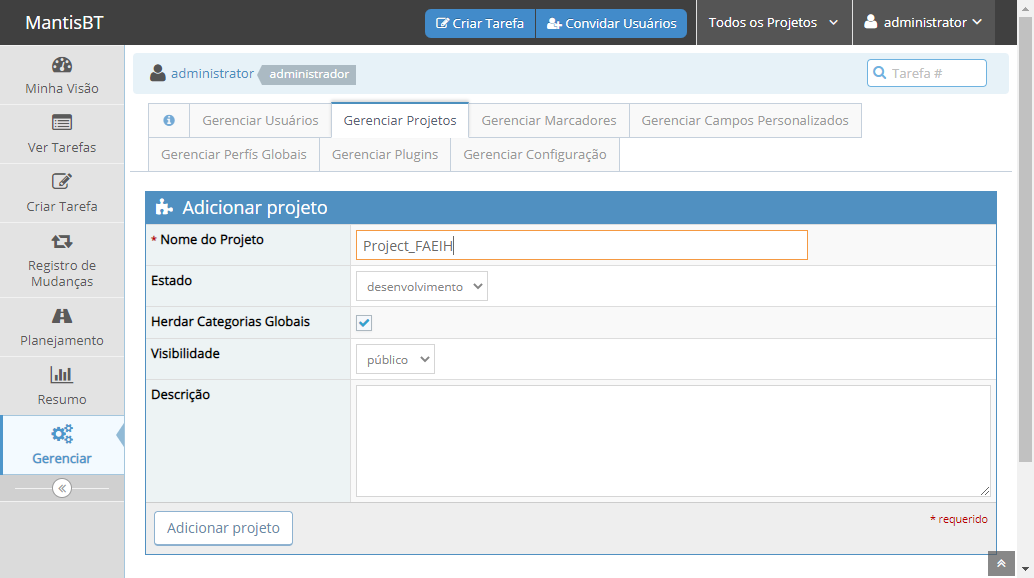 MantisBT
Criar Tarefa
Convidar Usuários
Todos os Projetos
administrator
Minha Visão
Ver Tarefas
Criar Tarefa
Registro de
Mudanças
Planejamento
Resumo
Gerenciar
administrator
administrador
Tarefa #
Gerenciar Usuários
Gerenciar Projetos
Gerenciar Marcadores
Gerenciar Campos Personalizados
Gerenciar Perfís Globais
Gerenciar Plugins
Gerenciar Configuração
Adicionar projeto
* Nome do Projeto
Project_FAEIH
Estado
desenvolvimento
Herdar Categorias Globais
Visibilidade
público
Descrição
Adicionar projeto
* requerido